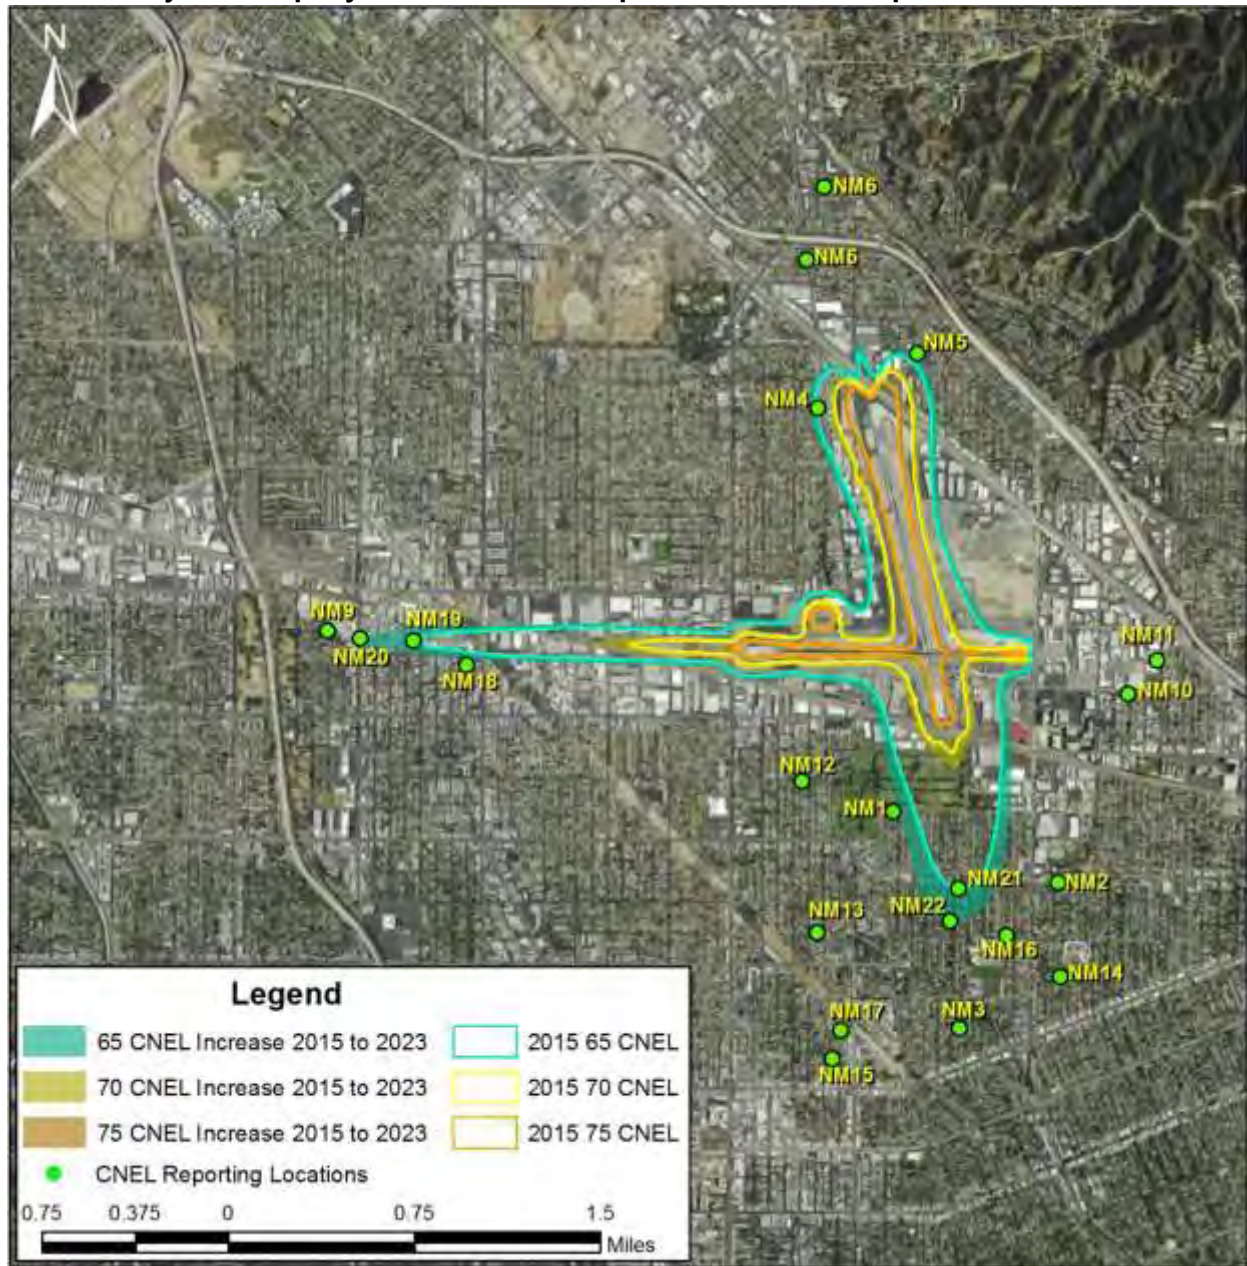 N
NM6
NM6
NM5
NM4
NM9
NM19
NM20
NM18
NM11
NM10
NM12
NM1
NM21
NM2
NM22
NM13
NM16
NM14
NM17
NM3
NM15
Legend
65 CNEL Increase 2015 to 2023
2015 65 CNEL
70 CNEL Increase 2015 to 2023
2015 70 CNEL
75 CNEL Increase 2015 to 2023
2015 75 CNEL
CNEL Reporting Locations
0.75 0.375 0 0.75 1.5
Miles